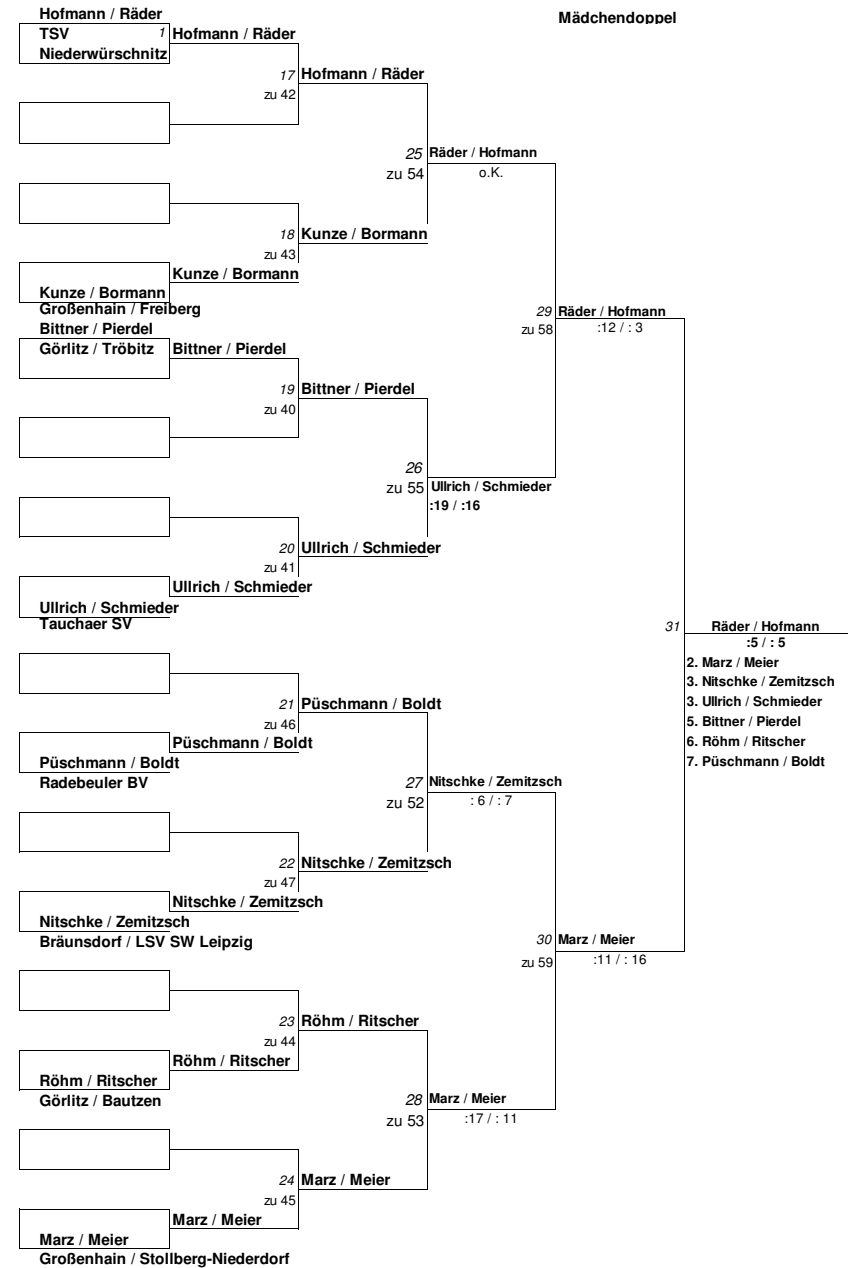 Mädchendoppel
Hofmann / Räder
TSV 1 Hofmann / Räder
Niederwürschnitz
17 Hofmann / Räder
zu 42
25 Räder / Hofmann
zu 54 o.K.
18 Kunze / Bormann
zu 43
Kunze / Bormann
Kunze / Bormann
Großenhain / Freiberg
29 Räder / Hofmann
zu 58 :12 / : 3
Bittner / Pierdel
Görlitz / Tröbitz Bittner / Pierdel
19 Bittner / Pierdel
zu 40
26
zu 55 Ullrich / Schmieder
:19 / :16
20 Ullrich / Schmieder
zu 41
Ullrich / Schmieder
Ullrich / Schmieder
Tauchaer SV
31 Räder / Hofmann
:5 / : 5
2. Marz / Meier
3. Nitschke / Zemitzsch
3. Ullrich / Schmieder
5. Bittner / Pierdel
6. Röhm / Ritscher
7. Püschmann / Boldt
21 Püschmann / Boldt
zu 46
Püschmann / Boldt
Püschmann / Boldt
Radebeuler BV
27 Nitschke / Zemitzsch
zu 52 : 6 / : 7
22 Nitschke / Zemitzsch
zu 47
Nitschke / Zemitzsch
Nitschke / Zemitzsch
Bräunsdorf / LSV SW Leipzig
30 Marz / Meier
zu 59 :11 / : 16
23 Röhm / Ritscher
zu 44
Röhm / Ritscher
Röhm / Ritscher
Görlitz / Bautzen
28 Marz / Meier
zu 53 :17 / : 11
24 Marz / Meier
zu 45
Marz / Meier
Marz / Meier
Großenhain / Stollberg-Niederdorf